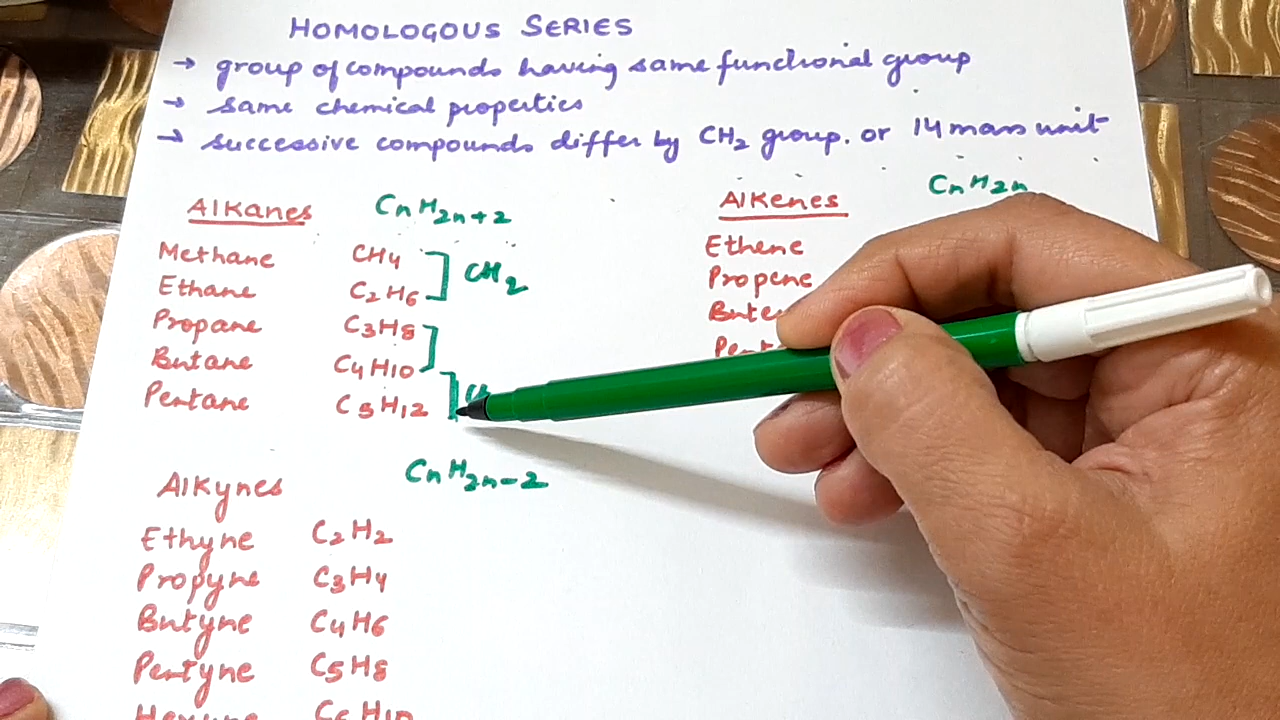 HOMOLOGOUS SERIES
→ group of compounds having same functional group
→ same chemical properties
→ successive compounds differ by CH2 group. or 14 mass unit
Alkanes CnH2n+2
Methane CH4
Ethane C2H6
CH2
Propane C3H8
Butane C4H10
Pentane C5H12
Alkenes CnH2n
Ethene
Propene
Alkynes CnH2n-2
Ethyne C2H2
Propyne C3H4
Butyne C4H6
Pentyne C5H8